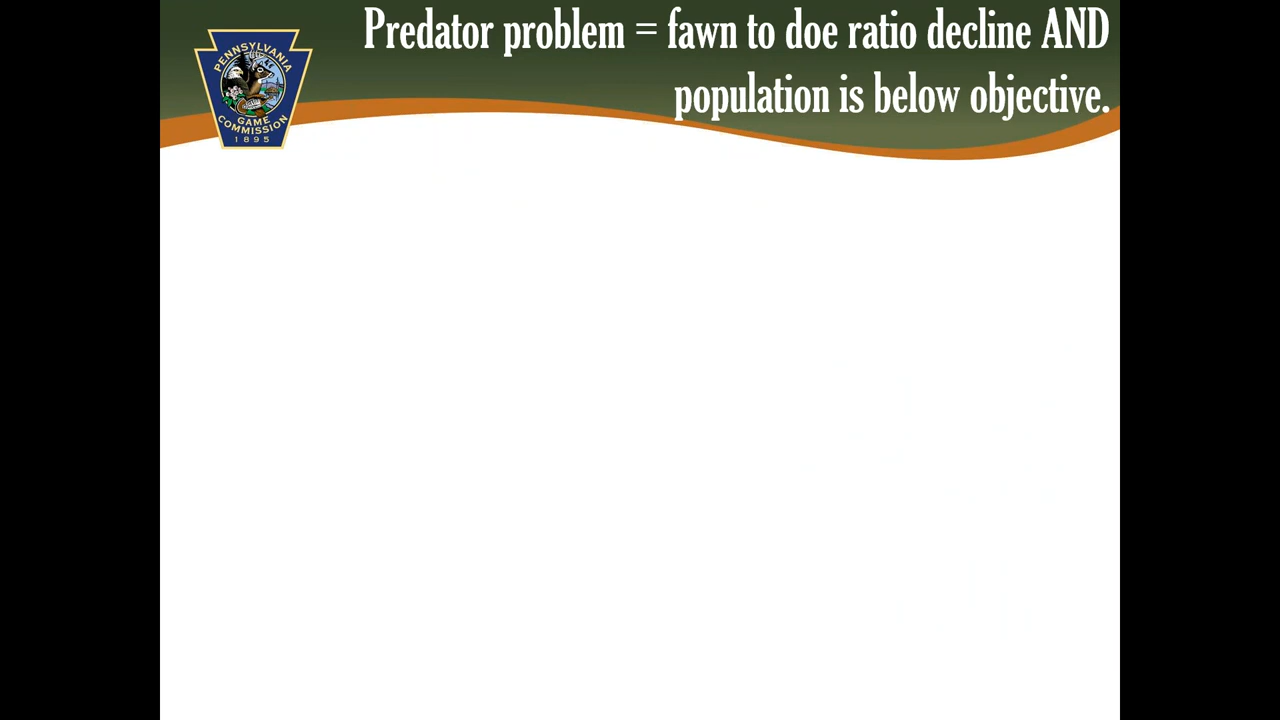 Predator problem = fawn to doe ratio decline AND
population is below objective.
PENNSYLVANIA
GAME
COMMISSION
1895